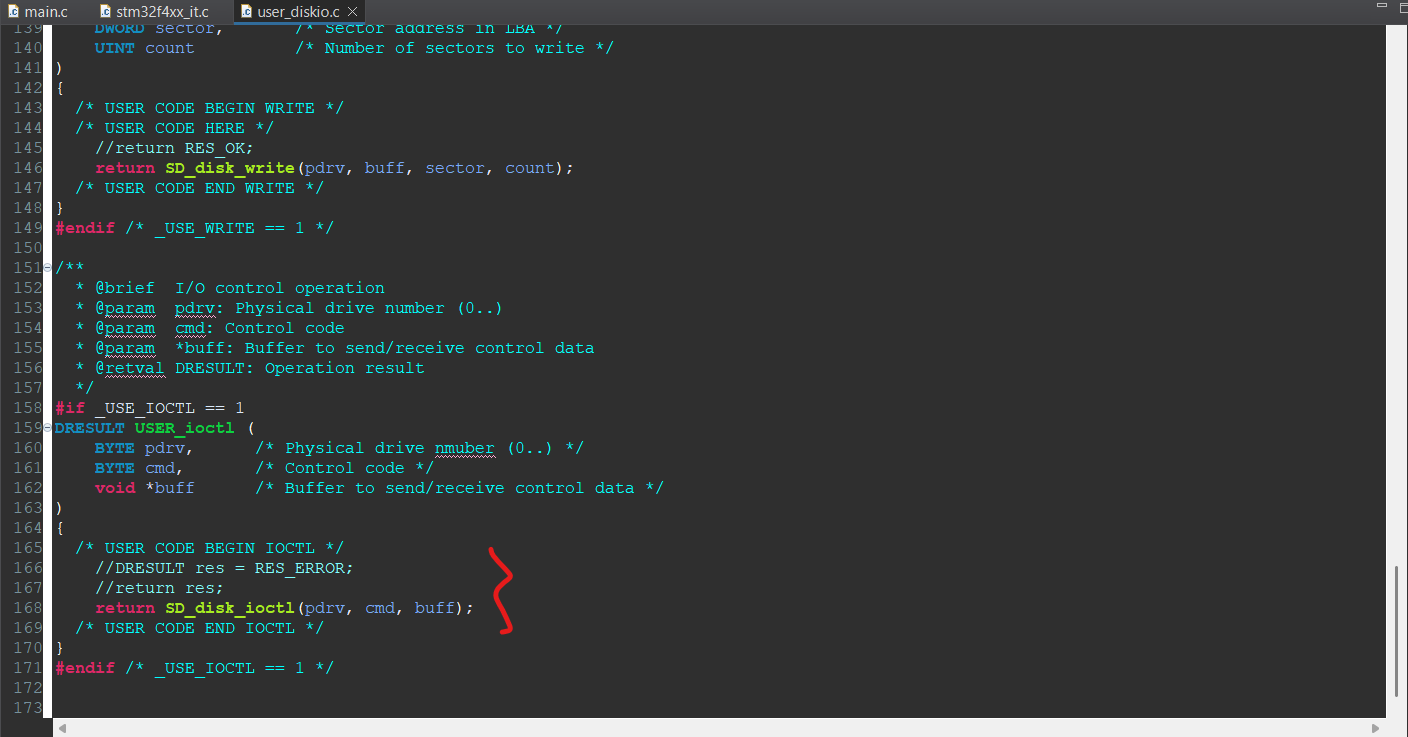 main.c stm32f4xx_it.c user_diskio.c
139 DWORD sector, /* Sector address in LBA */
140 UINT count /* Number of sectors to write */
141 )
142 {
143 /* USER CODE BEGIN WRITE */
144 /* USER CODE HERE */
145 //return RES_OK;
146 return SD_disk_write(pdrv, buff, sector, count);
147 /* USER CODE END WRITE */
148 }
149 #endif /* _USE_WRITE == 1 */
150
151 /**
152 * @brief  I/O control operation
153 * @param  pdrv: Physical drive number (0..)
154 * @param  cmd: Control code
155 * @param  *buff: Buffer to send/receive control data
156 * @retval DRESULT: Operation result
157 */
158 #if _USE_IOCTL == 1
159 DRESULT USER_ioctl (
160 BYTE pdrv, /* Physical drive nmuber (0..) */
161 BYTE cmd, /* Control code */
162 void *buff /* Buffer to send/receive control data */
163 )
164 {
165 /* USER CODE BEGIN IOCTL */
166 //DRESULT res = RES_ERROR;
167 //return res;
168 return SD_disk_ioctl(pdrv, cmd, buff);
169 /* USER CODE END IOCTL */
170 }
171 #endif /* _USE_IOCTL == 1 */
172
173